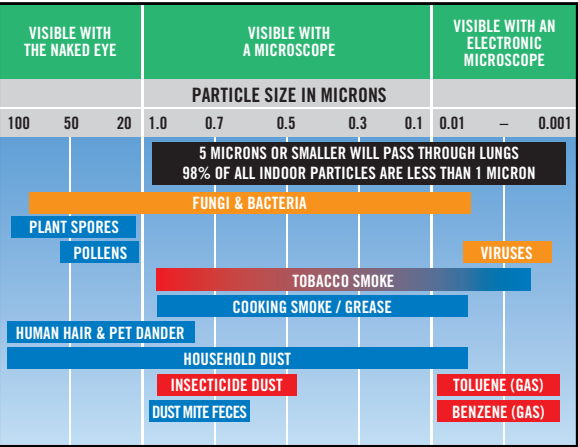 VISIBLE WITH
THE NAKED EYE
VISIBLE WITH
A MICROSCOPE
VISIBLE WITH AN
ELECTRONIC
MICROSCOPE
PARTICLE SIZE IN MICRONS
100 50 20 1.0 0.7 0.5 0.3 0.1 0.01 – 0.001
5 MICRONS OR SMALLER WILL PASS THROUGH LUNGS
98% OF ALL INDOOR PARTICLES ARE LESS THAN 1 MICRON
FUNGI & BACTERIA
PLANT SPORES
POLLENS
VIRUSES
TOBACCO SMOKE
COOKING SMOKE / GREASE
HUMAN HAIR & PET DANDER
HOUSEHOLD DUST
INSECTICIDE DUST
TOLUENE (GAS)
DUST MITE FECES
BENZENE (GAS)